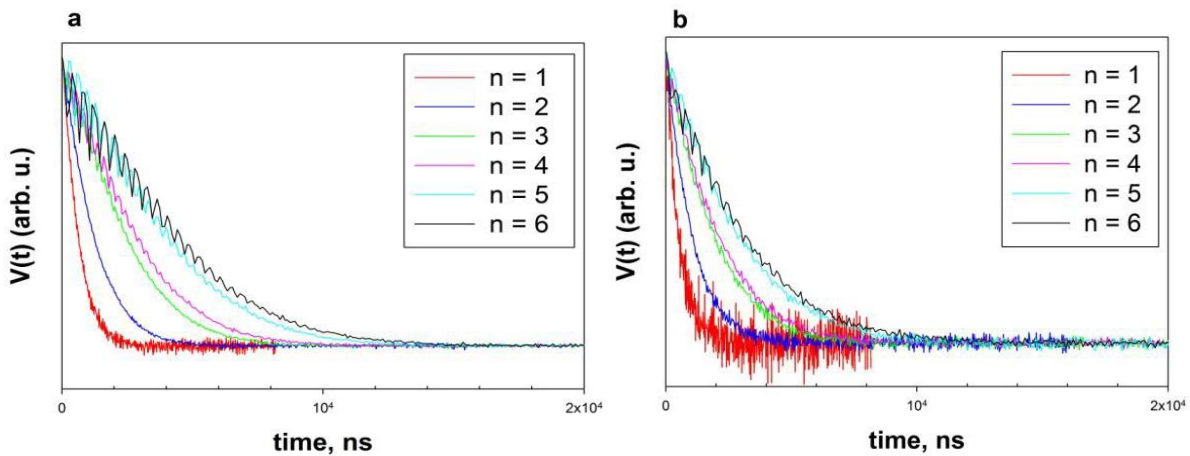 a
V(t) (arb. u.)
n = 1
n = 2
n = 3
n = 4
n = 5
n = 6
0
10⁴
2x10⁴
time, ns
b
V(t) (arb. u.)
n = 1
n = 2
n = 3
n = 4
n = 5
n = 6
0
10⁴
2x10⁴
time, ns